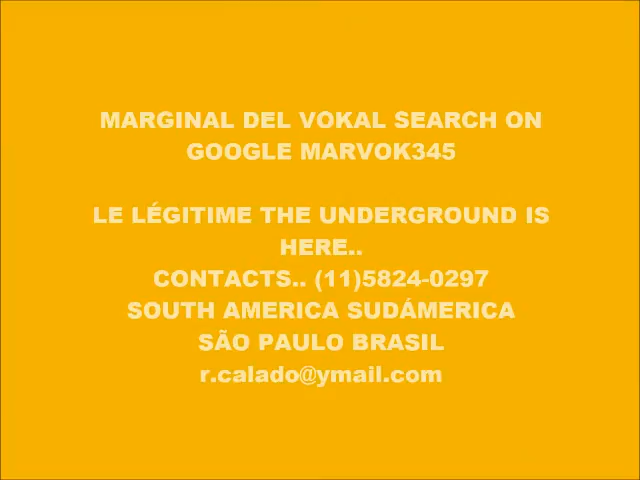 MARGINAL DEL VOKAL SEARCH ON
GOOGLE MARVOK345
LE LÉGITIME THE UNDERGROUND IS
HERE..
CONTACTS.. (11)5824-0297
SOUTH AMERICA SUDÁMERICA
SÃO PAULO BRASIL
r.calado@ymail.com